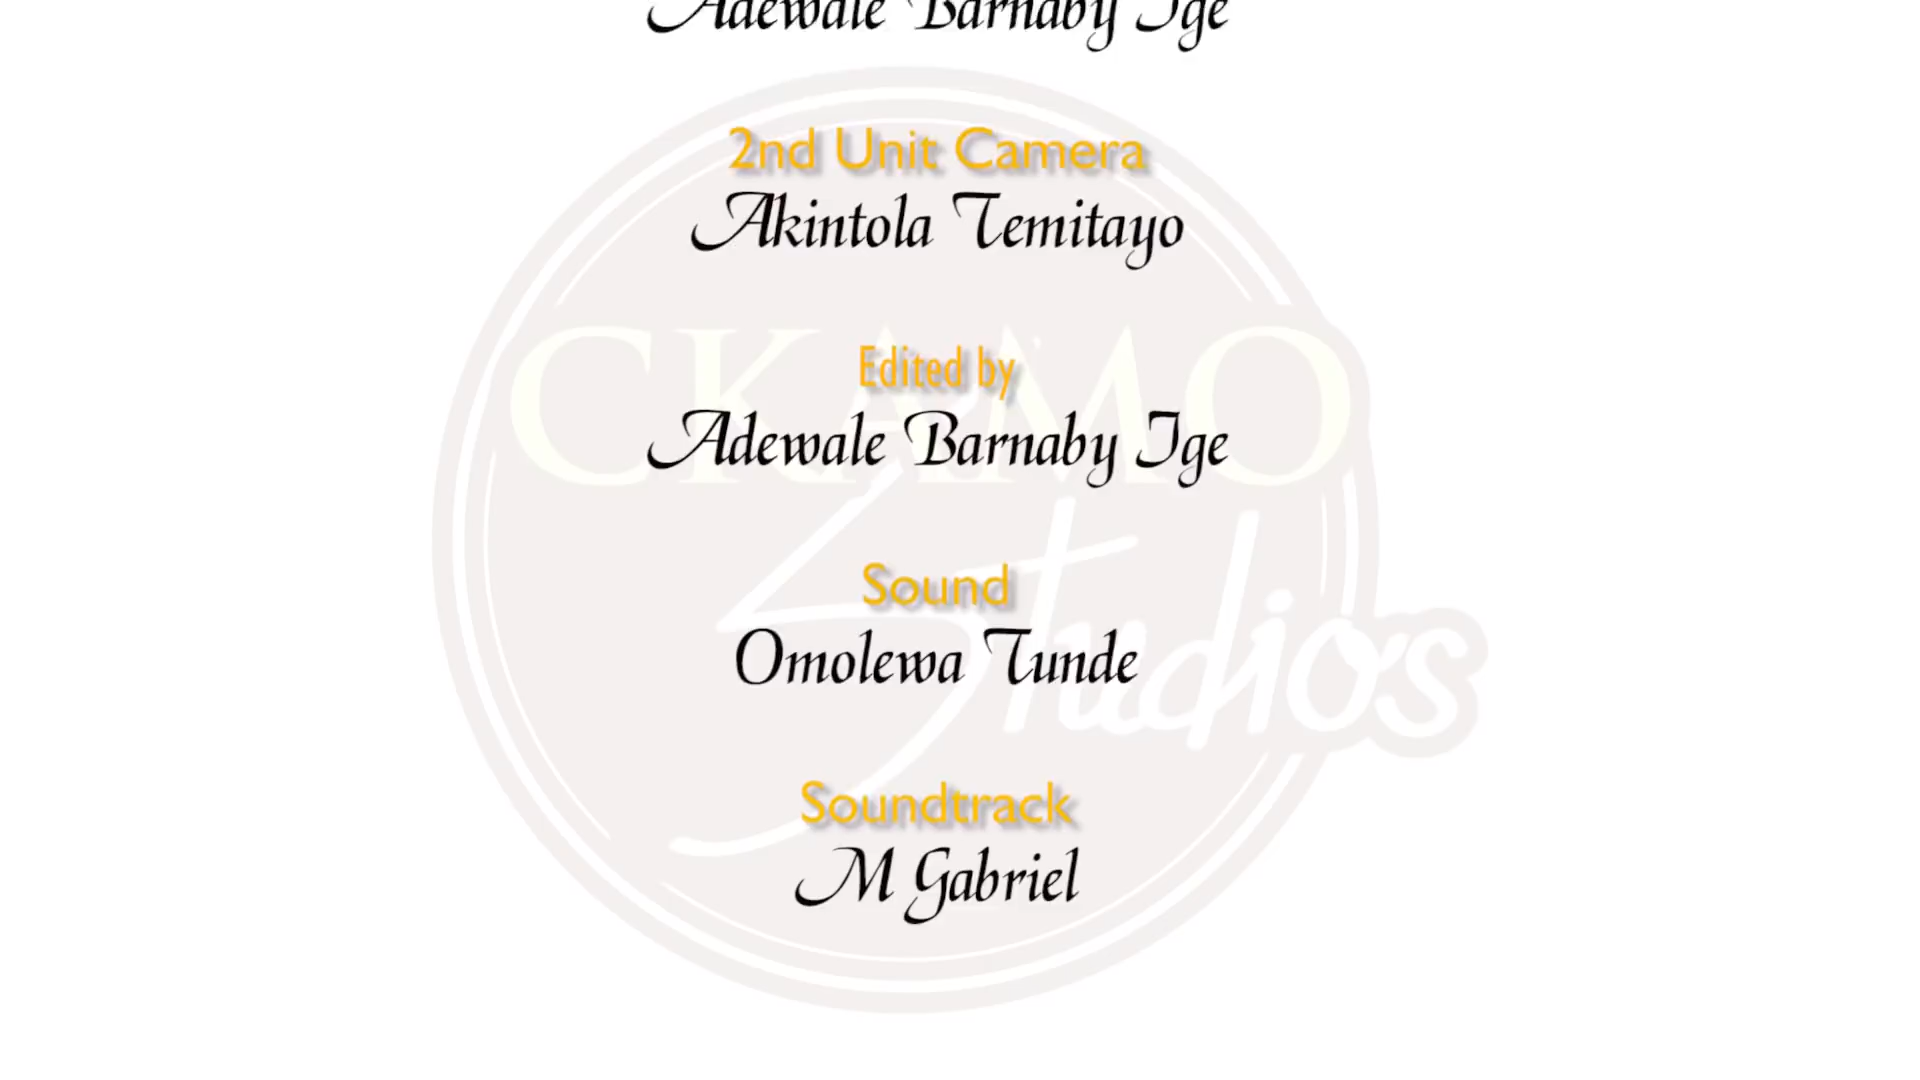 Adewale Barnaby Ige
2nd Unit Camera
Akintola Temitayo
Edited by
Adewale Barnaby Ige
Sound
Omolewa Tunde
Soundtrack
M Gabriel
CKAMO
Studios